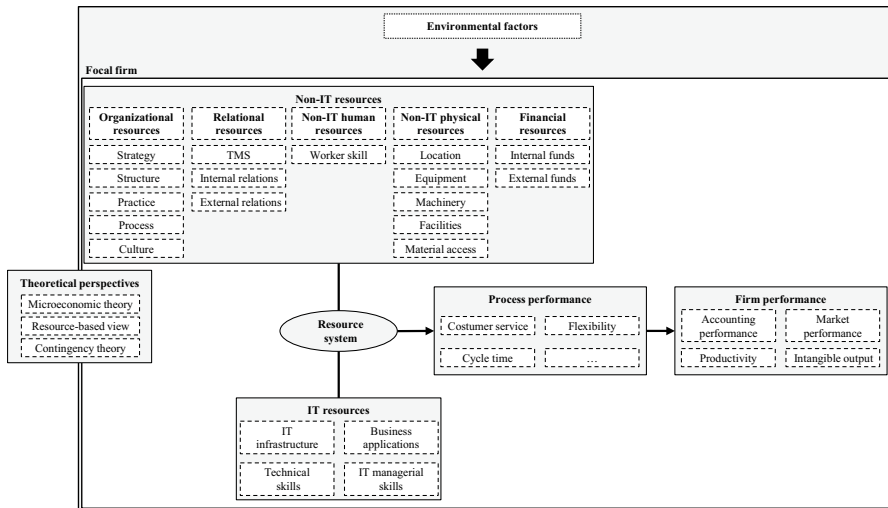 Environmental factors
Focal firm
Non-IT resources
Organizational
resources
Relational
resources
Non-IT human
resources
Non-IT physical
resources
Financial
resources
Strategy
TMS
Worker skill
Location
Internal funds
Structure
Internal relations
Equipment
External funds
Practice
External relations
Machinery
Process
Facilities
Culture
Material access
Theoretical perspectives
Microeconomic theory
Resource-based view
Contingency theory
Resource
system
Process performance
Costumer service
Flexibility
Cycle time
…
Firm performance
Accounting
performance
Market
performance
Productivity
Intangible output
IT resources
IT
infrastructure
Business
applications
Technical
skills
IT managerial
skills